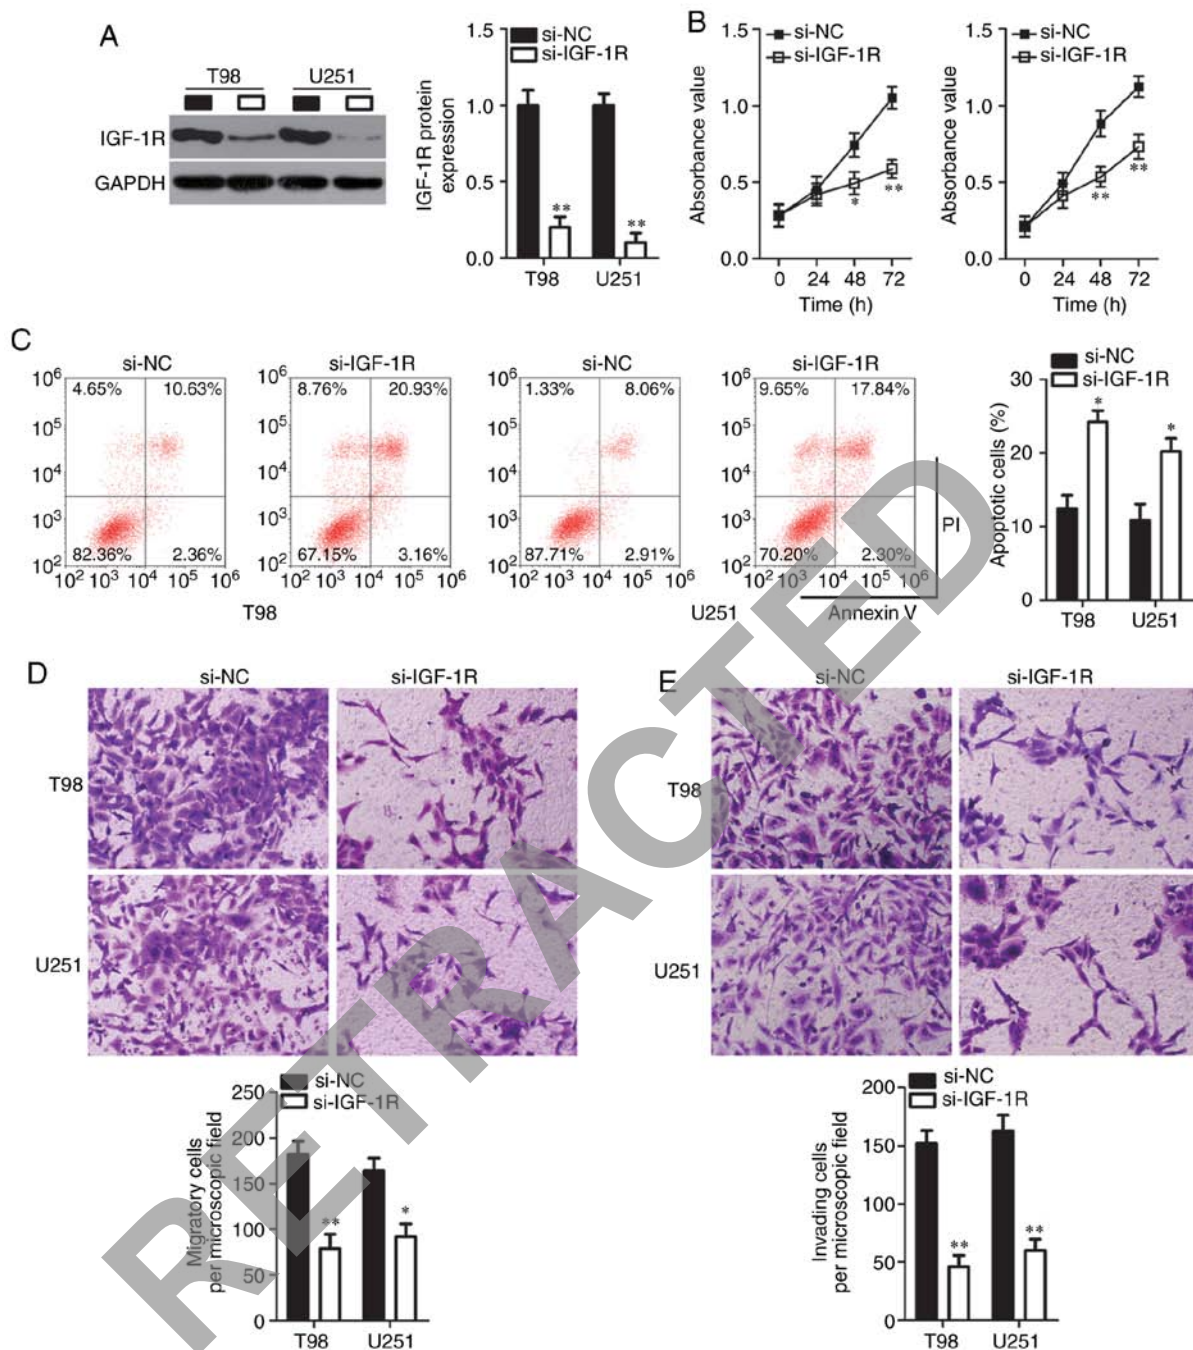 A
T98 U251
IGF-1R
GAPDH
si-NC
si-IGF-1R
IGF-1R protein
expression
1.5
1.0
0.5
0.0
** **
T98 U251
B
si-NC
si-IGF-1R
Absorbance value
1.5
1.0
0.5
0.0
* **
0 24 48 72
Time (h)
si-NC
si-IGF-1R
Absorbance value
1.5
1.0
0.5
0.0
** **
0 24 48 72
Time (h)
C
si-NC
10⁶
10⁵
10⁴
10³
10²
4.65% 10.63%
82.36% 2.36%
10² 10³ 10⁴ 10⁵ 10⁶
si-IGF-1R
10⁶
10⁵
10⁴
10³
10²
8.76% 20.93%
67.15% 3.16%
10² 10³ 10⁴ 10⁵ 10⁶
T98
si-NC
10⁶
10⁵
10⁴
10³
10²
1.33% 8.06%
87.71% 2.91%
10² 10³ 10⁴ 10⁵ 10⁶
si-IGF-1R
10⁶
10⁵
10⁴
10³
10²
9.65% 17.84%
70.20% 2.30%
10² 10³ 10⁴ 10⁵ 10⁶
U251
PI
Annexin V
si-NC
si-IGF-1R
Apoptotic cells (%)
30
20
10
0
* *
T98 U251
D
si-NC si-IGF-1R
T98
U251
si-NC
si-IGF-1R
Migratory cells
per microscopic field
250
200
150
100
50
0
** *
T98 U251
E
si-NC si-IGF-1R
T98
U251
si-NC
si-IGF-1R
Invading cells
per microscopic field
200
150
100
50
0
** **
T98 U251
RETRACTED